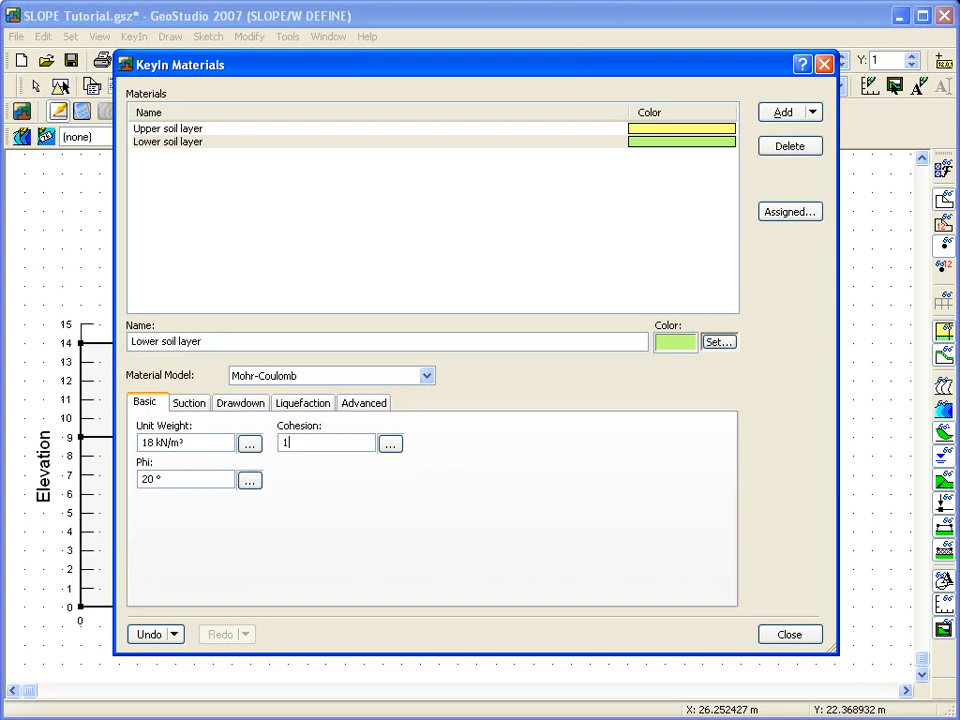 SLOPE Tutorial.gsz* - GeoStudio 2007 (SLOPE/W DEFINE)
File Edit Set View KeyIn Draw Sketch Modify Tools Window Help
KeyIn Materials
Y: 1
(none)
Materials
Name Color
Upper soil layer
Lower soil layer
Add
Delete
Assigned...
Name: Color:
Lower soil layer Set...
Material Model: Mohr-Coulomb
Basic Suction Drawdown Liquefaction Advanced
Unit Weight: Cohesion:
18 kN/m³ ... 1 ...
Phi:
20 ° ...
Undo Redo Close
Elevation
15
14
13
12
11
10
9
8
7
6
5
4
3
2
1
0
0
X: 26.252427 m Y: 22.368932 m